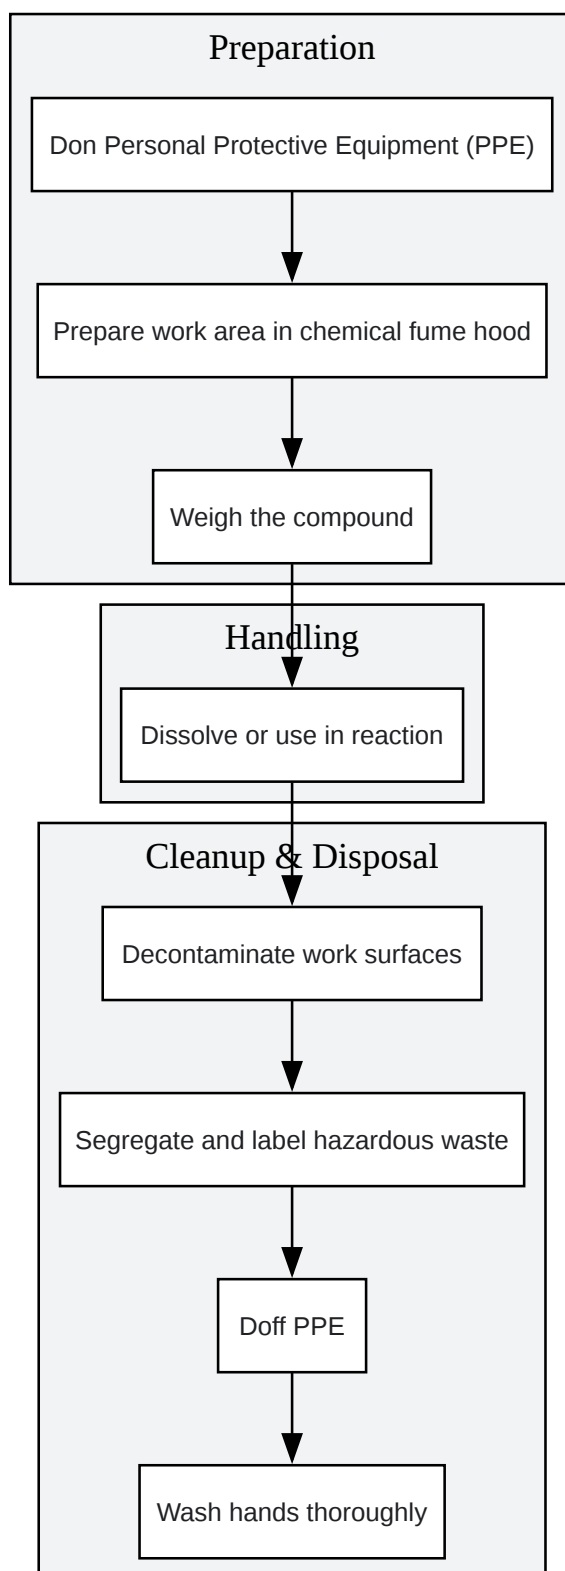 Preparation
Don Personal Protective Equipment (PPE)
Prepare work area in chemical fume hood
Weigh the compound
Handling
Dissolve or use in reaction
Cleanup & Disposal
Decontaminate work surfaces
Segregate and label hazardous waste
Doff PPE
Wash hands thoroughly